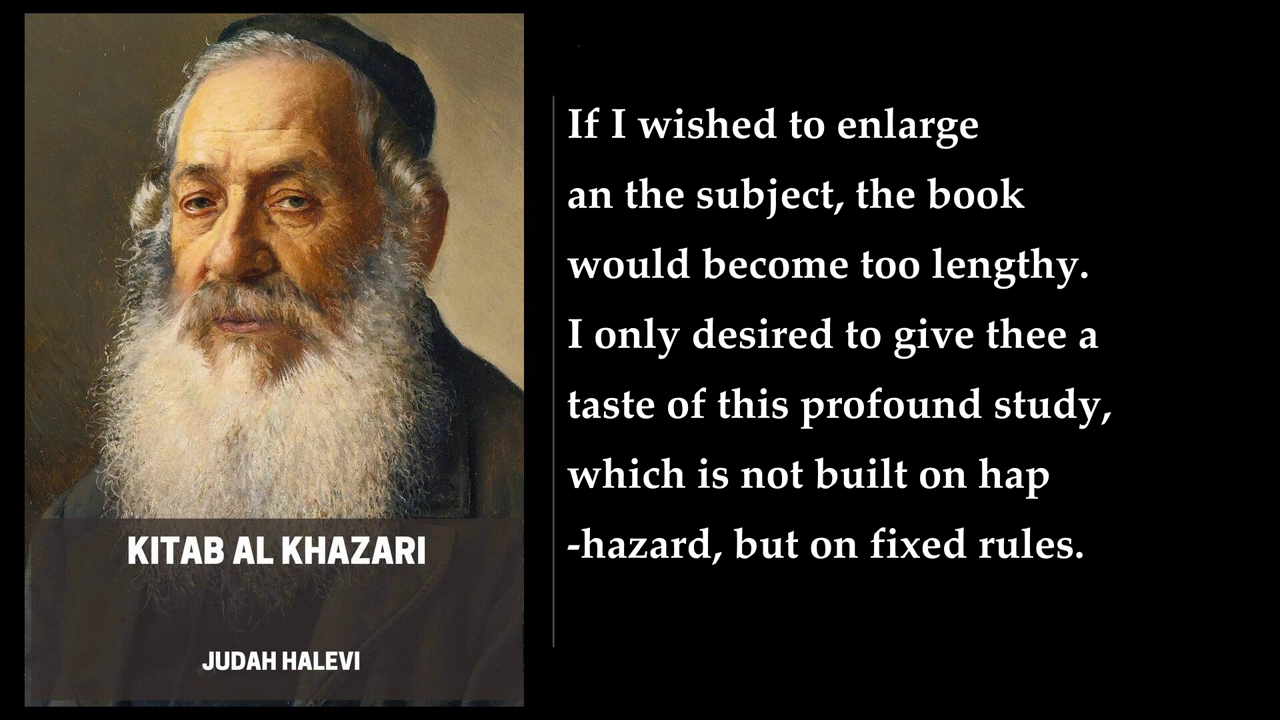 KITAB AL KHAZARI
JUDAH HALEVI
If I wished to enlarge
an the subject, the book
would become too lengthy.
I only desired to give thee a
taste of this profound study,
which is not built on hap
-hazard, but on fixed rules.